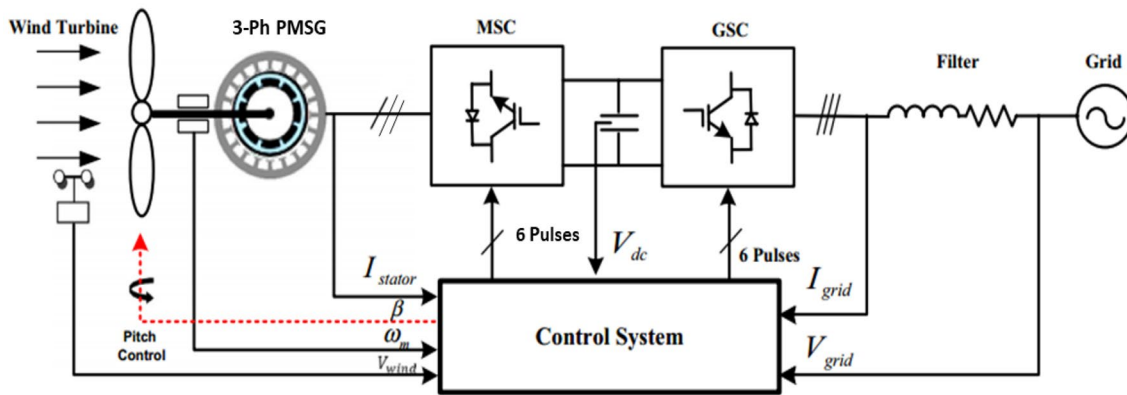 Wind Turbine
3-Ph PMSG
MSC
GSC
Filter
Grid
6 Pulses
V dc
6 Pulses
I stator
I grid
β
Pitch
Control
ω m
Control System
V grid
V wind